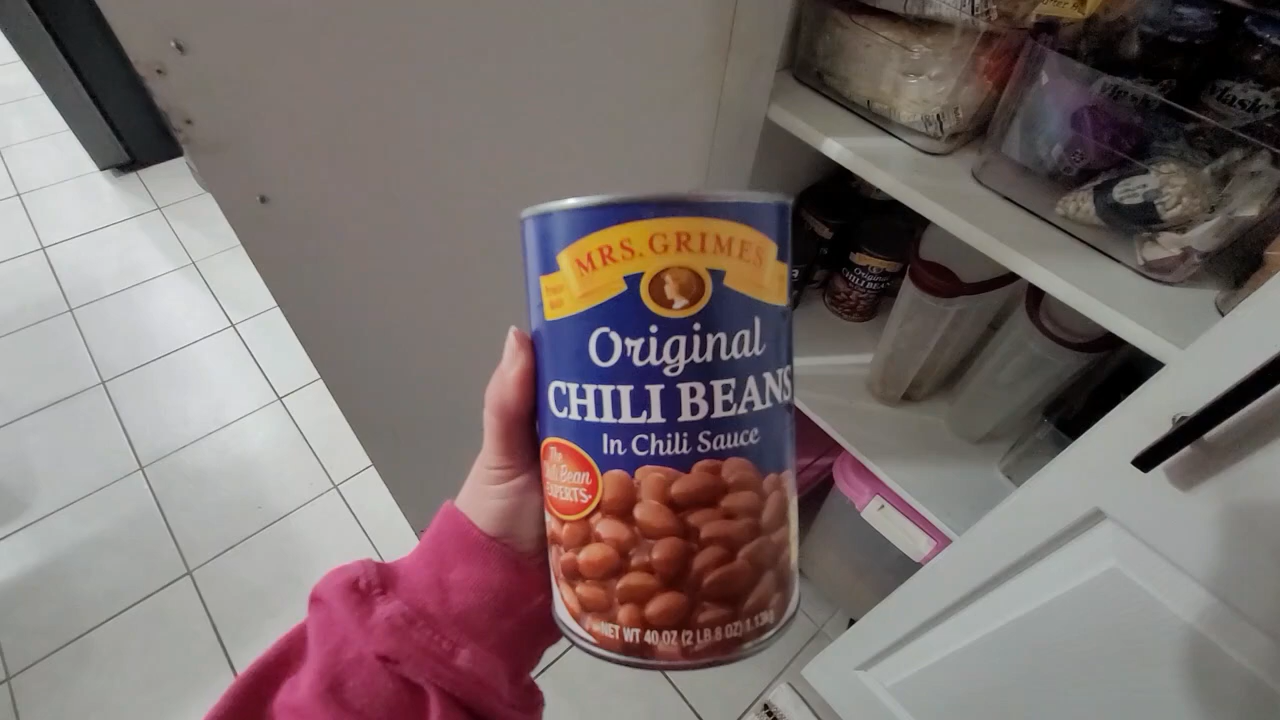 MRS. GRIMES
Original
CHILI BEANS
In Chili Sauce
The
Chili Bean
EXPERTS
NET WT 40 OZ (2 LB 8 OZ) 1.13kg
Original
CHILI BEANS